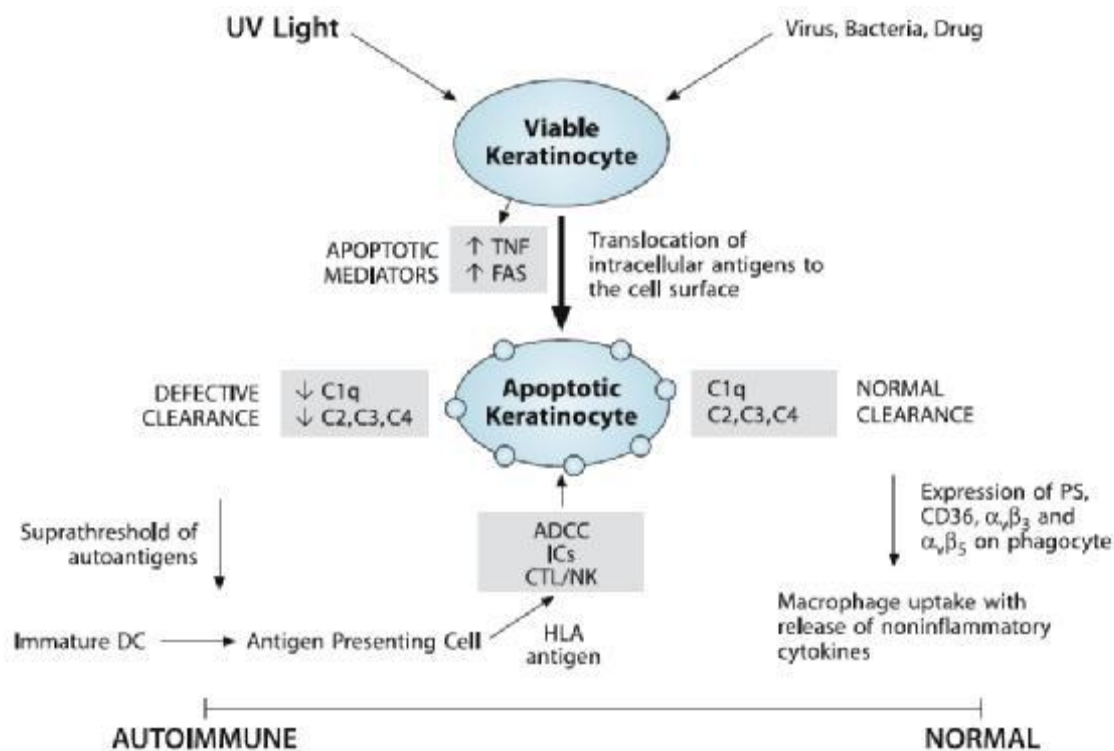 UV Light
Virus, Bacteria, Drug
Viable
Keratinocyte
APOPTOTIC
MEDIATORS
↑ TNF
↑ FAS
Translocation of
intracellular antigens to
the cell surface
DEFECTIVE
CLEARANCE
↓ C1q
↓ C2,C3,C4
Apoptotic
Keratinocyte
C1q
C2,C3,C4
NORMAL
CLEARANCE
Suprathreshold of
autoantigens
ADCC
ICs
CTL/NK
Expression of PS,
CD36, αᵥβ₃ and
αᵥβ₅ on phagocyte
Immature DC
Antigen Presenting Cell
HLA
antigen
Macrophage uptake with
release of noninflammatory
cytokines
AUTOIMMUNE
NORMAL